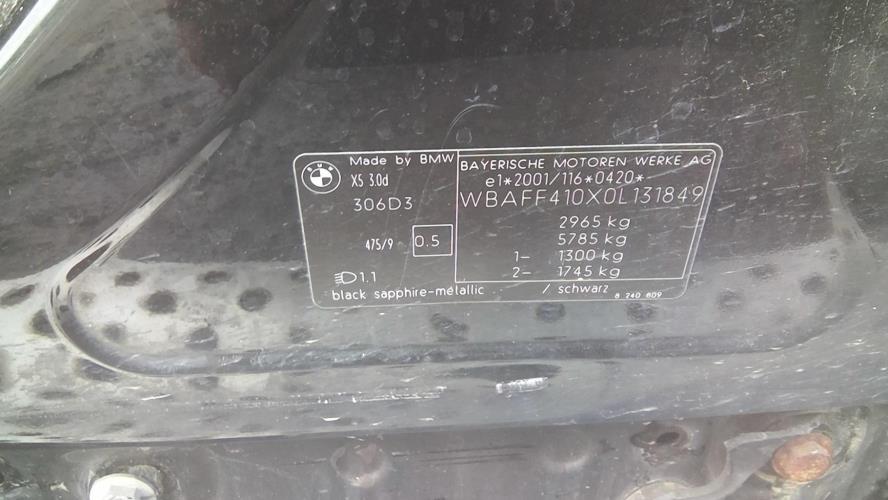 Made by BMW
BMW
X5 3.0d
306D3
475/9 0.5
1.1
black sapphire-metallic / schwarz
BAYERISCHE MOTOREN WERKE AG
e1*2001/116*0420*
WBAFF410X0L131849
2965 kg
5785 kg
1- 1300 kg
2- 1745 kg
8 240 809